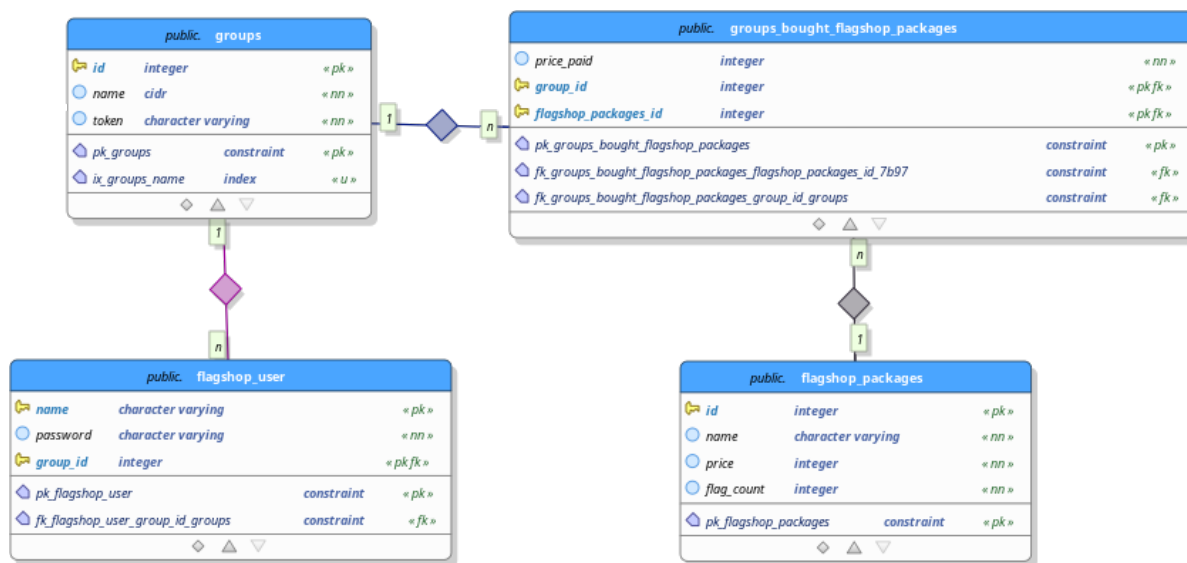 public. groups
id integer « pk »
name cidr « nn »
token character varying « nn »
pk_groups constraint « pk »
ix_groups_name index « u »
public. groups_bought_flagshop_packages
price_paid integer « nn »
group_id integer « pk fk »
flagshop_packages_id integer « pk fk »
pk_groups_bought_flagshop_packages constraint « pk »
fk_groups_bought_flagshop_packages_flagshop_packages_id_7b97 constraint « fk »
fk_groups_bought_flagshop_packages_group_id_groups constraint « fk »
1
n
1
n
n
1
public. flagshop_user
name character varying « pk »
password character varying « nn »
group_id integer « pk fk »
pk_flagshop_user constraint « pk »
fk_flagshop_user_group_id_groups constraint « fk »
public. flagshop_packages
id integer « pk »
name character varying « nn »
price integer « nn »
flag_count integer « nn »
pk_flagshop_packages constraint « pk »